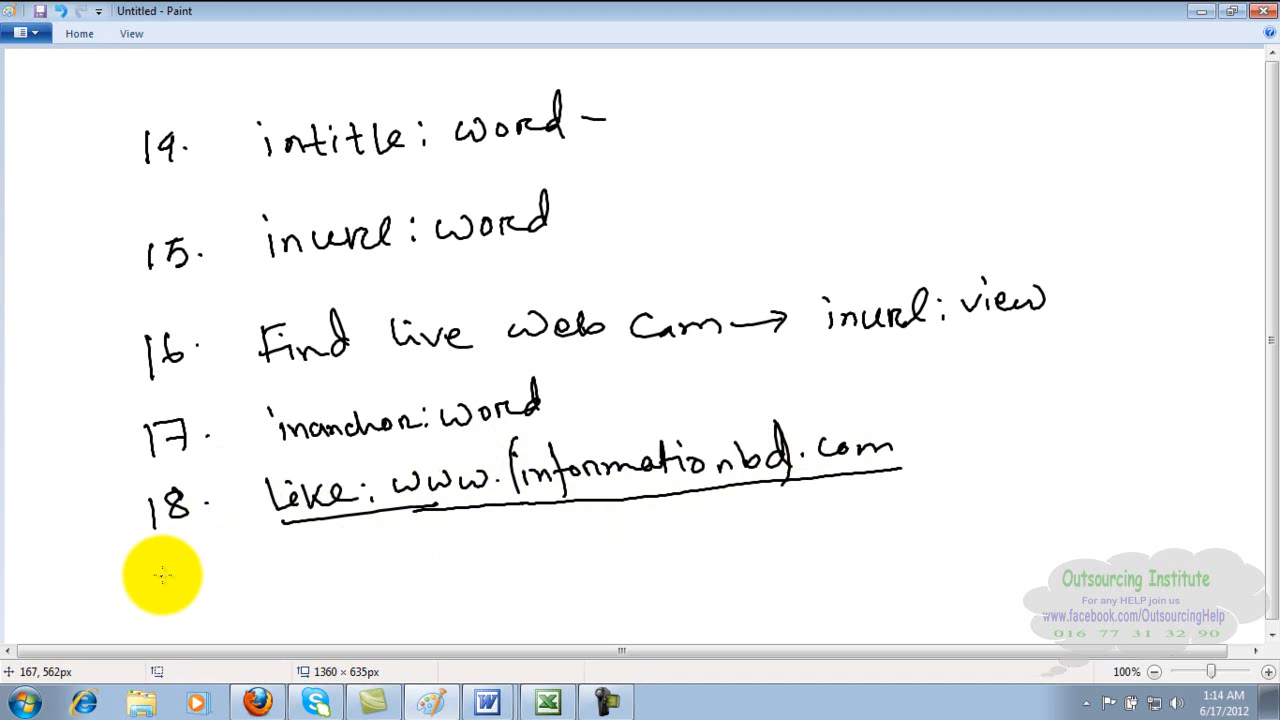 Untitled - Paint
Home View
14. intitle: word -
15. inurl: word
16. Find live web cam → inurl: view
17. inanchor: word
18. Like: www.(informationbd).com
Outsourcing Institute
For any HELP join us
www.facebook.com/OutsourcingHelp
016 77 31 32 90
167, 562px
1360 × 635px
100%
1:14 AM
6/17/2012